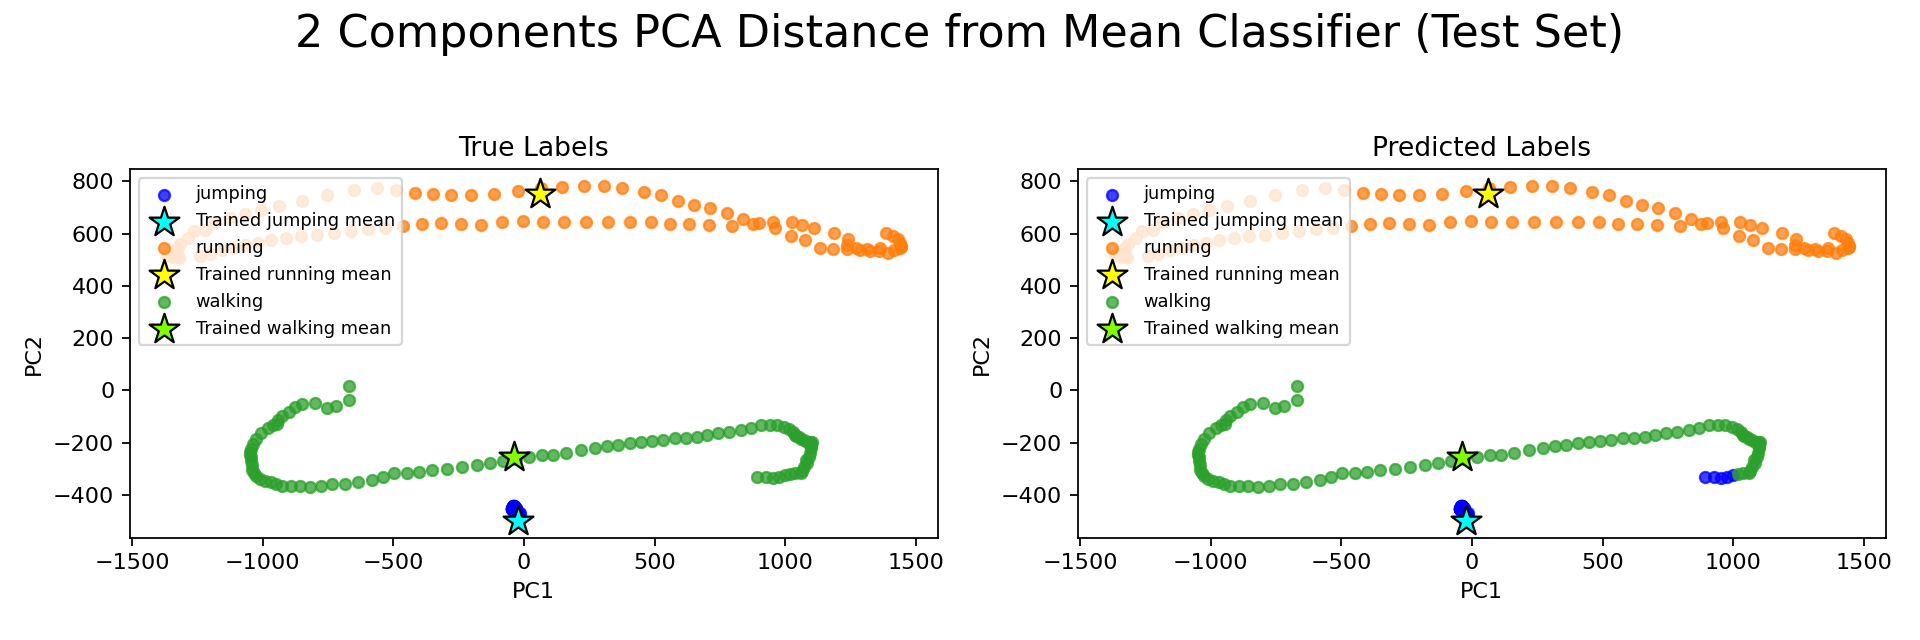 2 Components PCA Distance from Mean Classifier (Test Set)
True Labels
800
600
400
200
0
−200
−400
PC2
jumping
Trained jumping mean
running
Trained running mean
walking
Trained walking mean
−1500 −1000 −500 0 500 1000 1500
PC1
Predicted Labels
800
600
400
200
0
−200
−400
PC2
jumping
Trained jumping mean
running
Trained running mean
walking
Trained walking mean
−1500 −1000 −500 0 500 1000 1500
PC1